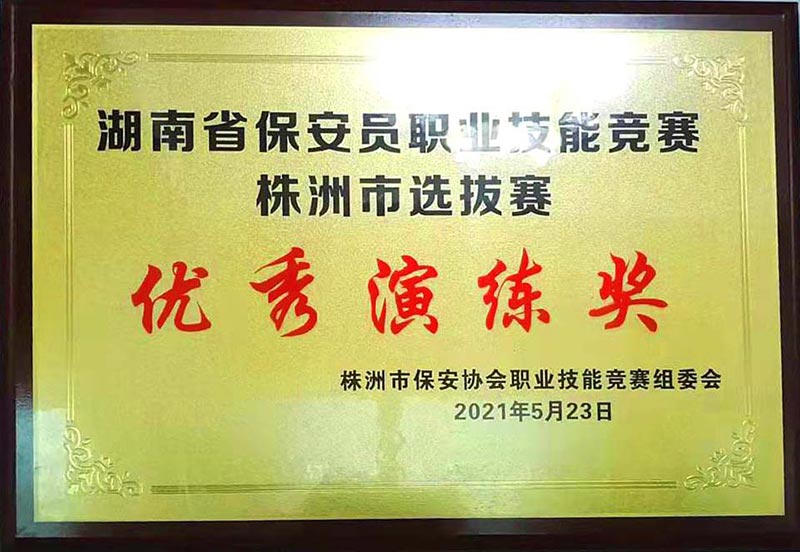 湖南省保安员职业技能竞赛
株洲市选拔赛
优秀演练奖
株洲市保安协会职业技能竞赛组委会
2021年5月23日